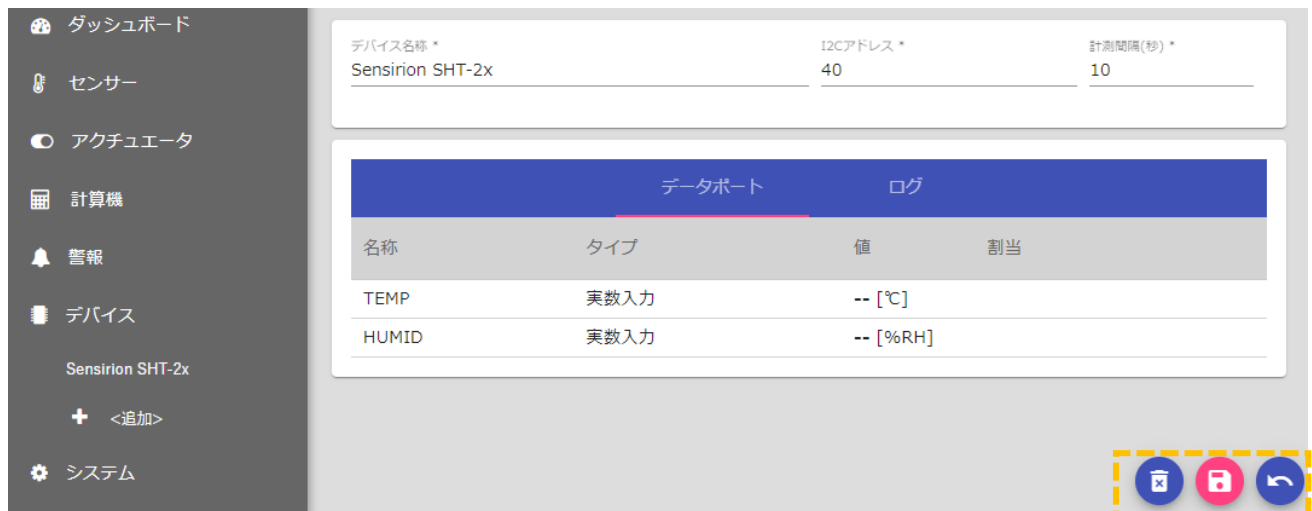 ダッシュボード
センサー
アクチュエータ
計算機
警報
デバイス
Sensirion SHT-2x
<追加>
システム
デバイス名称 * I2Cアドレス * 計測間隔(秒) *
Sensirion SHT-2x 40 10
データポート ログ
名称 タイプ 値 割当
TEMP 実数入力 -- [℃]
HUMID 実数入力 -- [%RH]